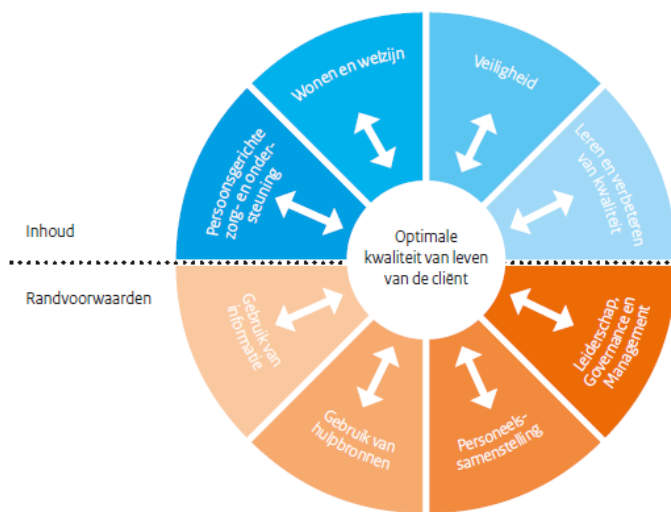 Wonen en welzijn
Veiligheid
Persoonsgerichte
zorg- en onder-
steuning
Leren en verbeteren
van kwaliteit
Inhoud
Optimale
kwaliteit van leven
van de cliënt
Randvoorwaarden
Gebruik van
informatie
Leiderschap,
Governance en
Management
Gebruik van
hulpbronnen
Personeels-
samenstelling